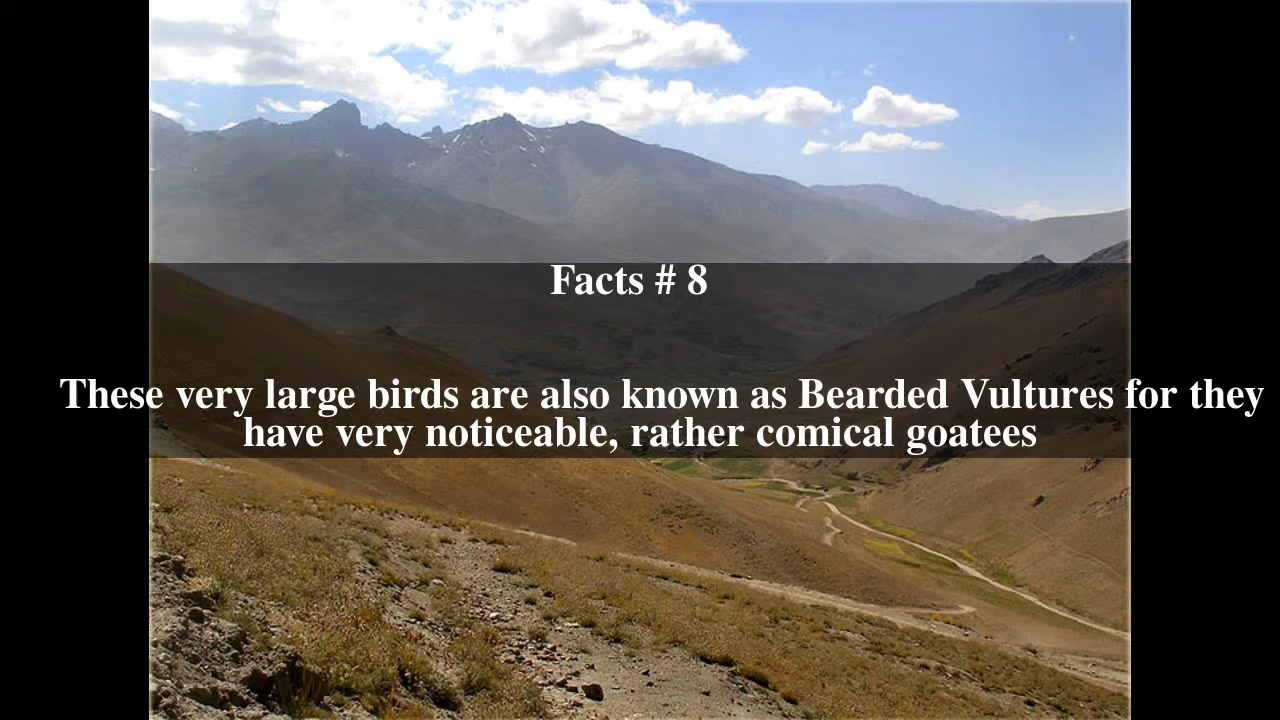 Facts # 8
These very large birds are also known as Bearded Vultures for they
have very noticeable, rather comical goatees